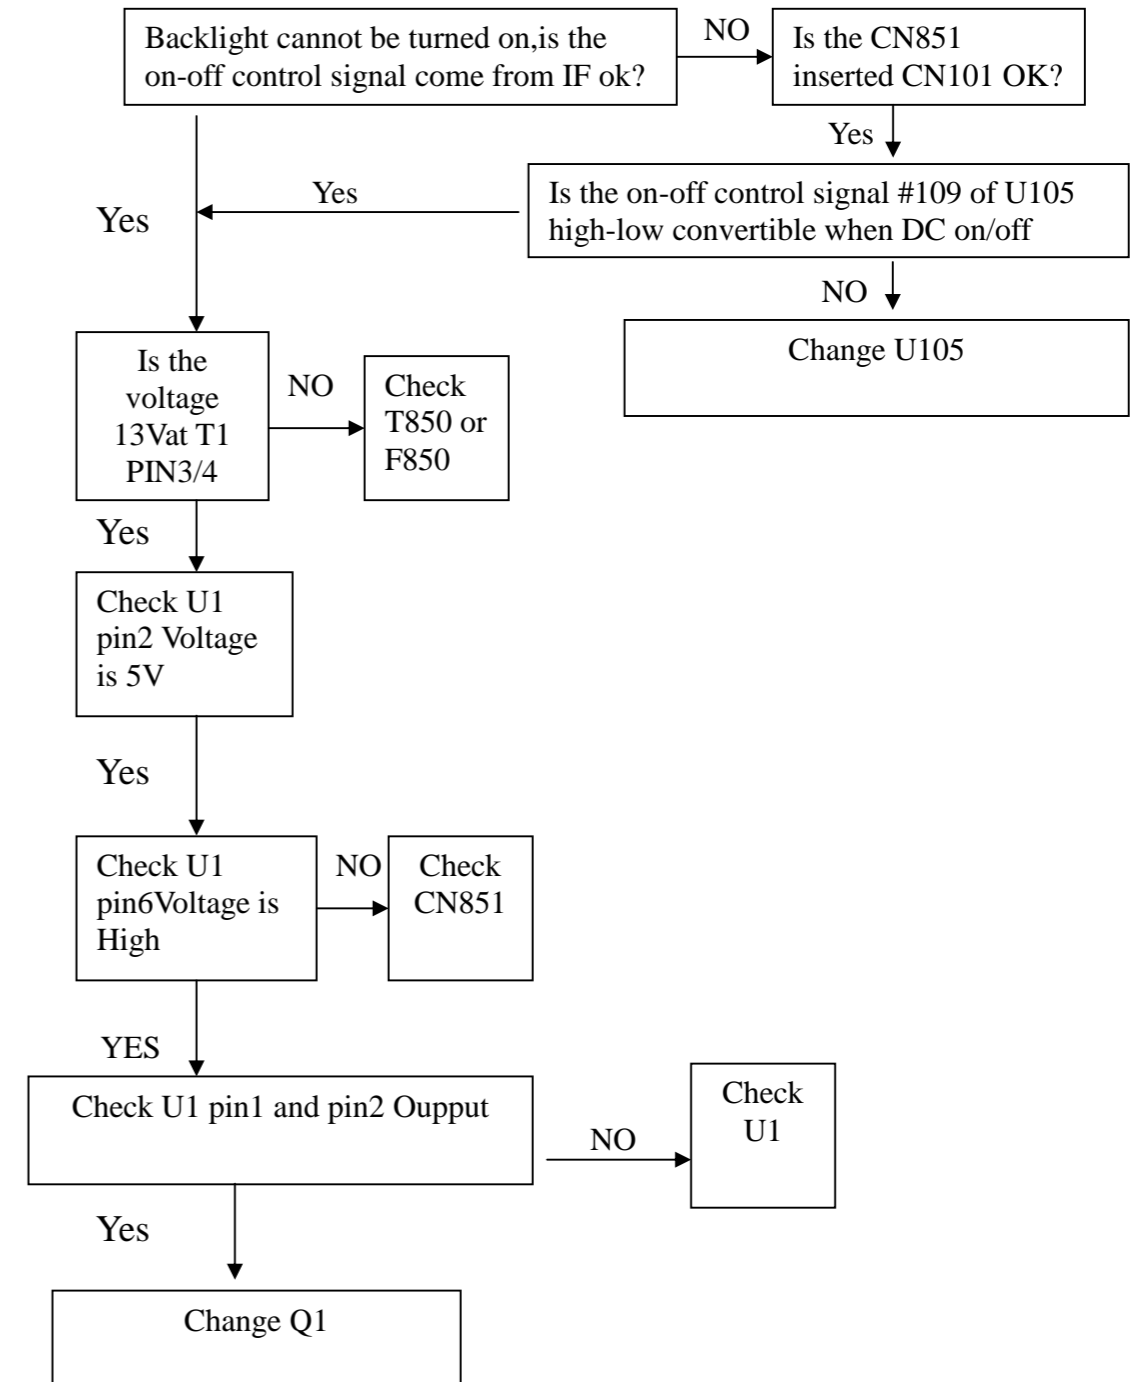 Backlight cannot be turned on,is the
on-off control signal come from IF ok?
NO
Is the CN851
inserted CN101 OK?
Yes
Is the on-off control signal #109 of U105
high-low convertible when DC on/off
Yes
Yes
NO
Change U105
Is the
voltage
13Vat T1
PIN3/4
NO
Check
T850 or
F850
Yes
Check U1
pin2 Voltage
is 5V
Yes
Check U1
pin6Voltage is
High
NO
Check
CN851
YES
Check U1 pin1 and pin2 Oupput
NO
Check
U1
Yes
Change Q1